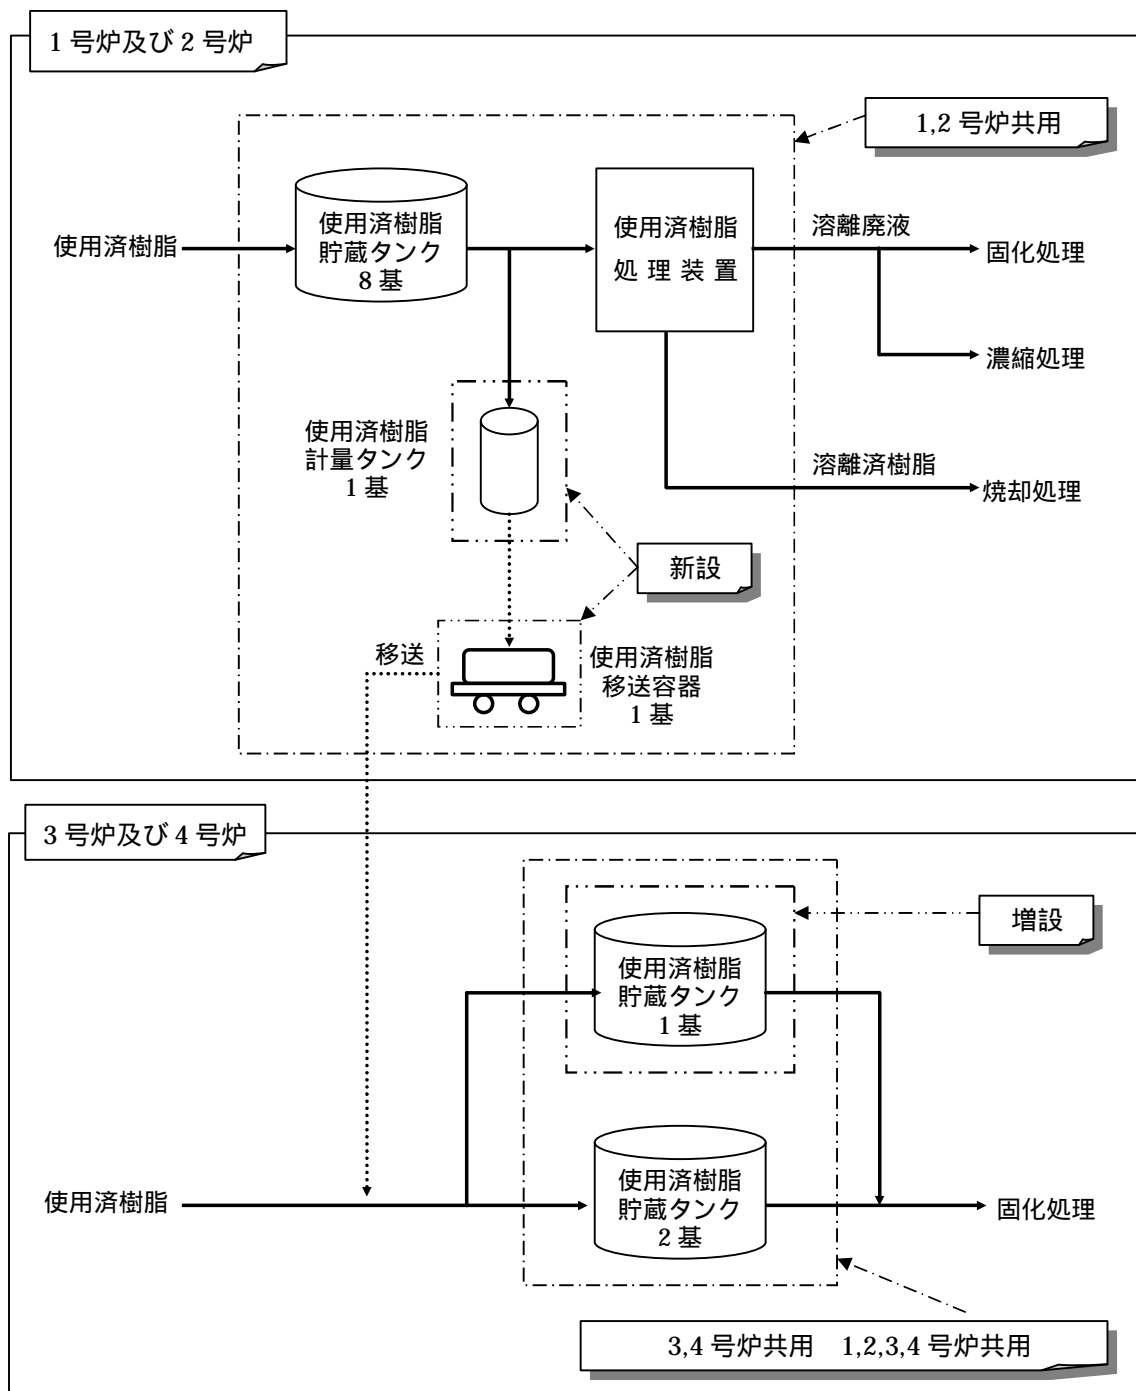 1 号炉及び 2 号炉
1,2 号炉共用
使用済樹脂
使用済樹脂
貯蔵タンク
8 基
使用済樹脂
処 理 装 置
溶離廃液
固化処理
濃縮処理
使用済樹脂
計量タンク
1 基
溶離済樹脂
焼却処理
新設
移送
使用済樹脂
移送容器
1 基
3 号炉及び 4 号炉
使用済樹脂
貯蔵タンク
1 基
増設
使用済樹脂
使用済樹脂
貯蔵タンク
2 基
固化処理
3,4 号炉共用 1,2,3,4 号炉共用